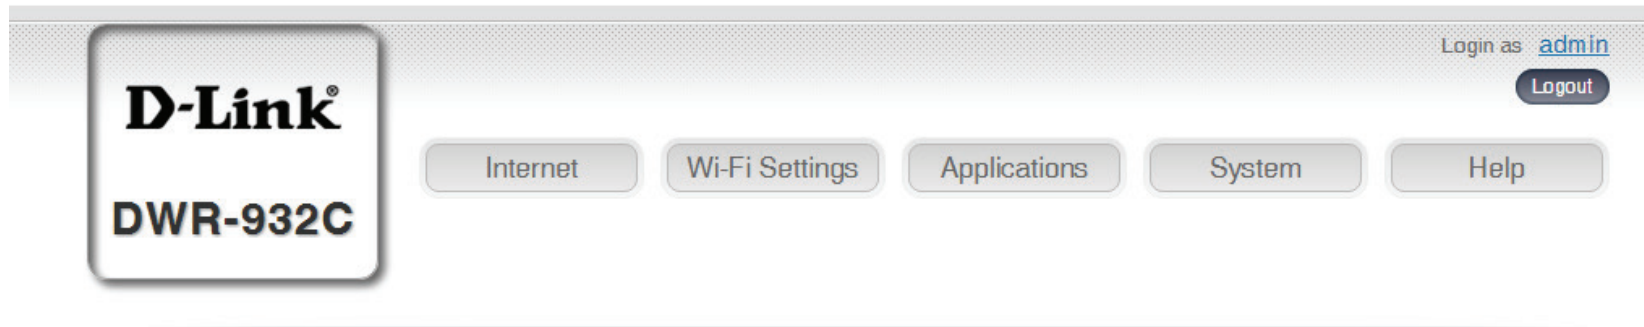 Login as admin
Logout
D-Link®
DWR-932C
Internet Wi-Fi Settings Applications System Help